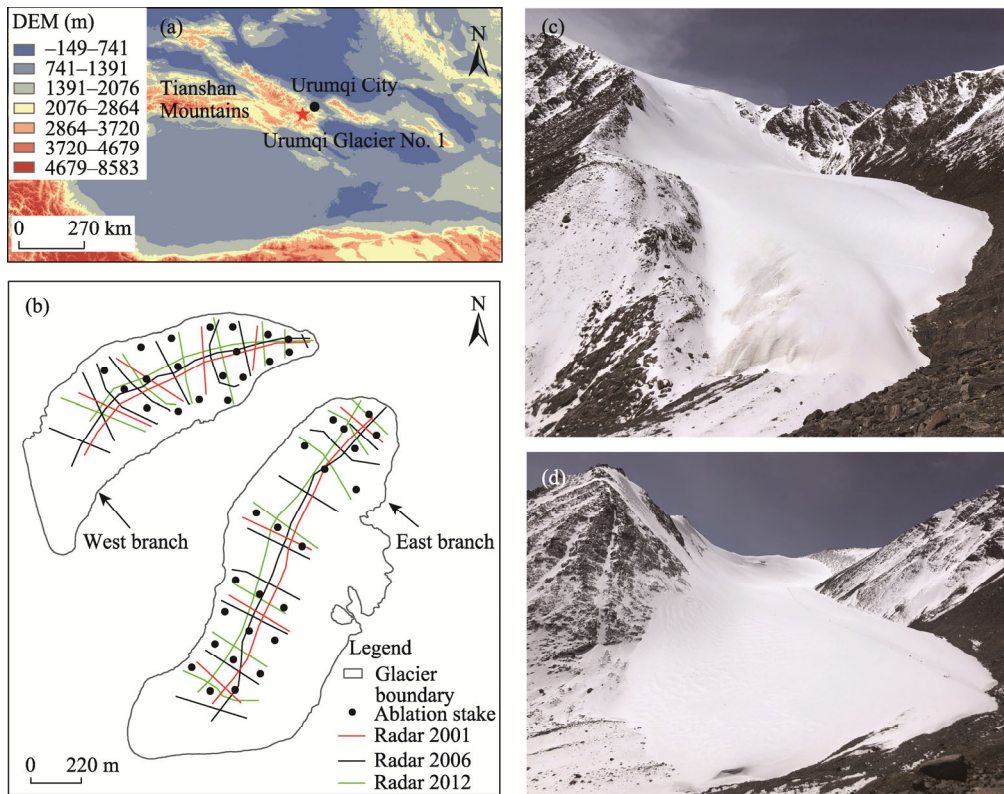 DEM (m)
–149–741
741–1391
1391–2076
2076–2864
2864–3720
3720–4679
4679–8583
0 270 km
(a)
N
Tianshan
Mountains
Urumqi City
Urumqi Glacier No. 1
(b)
N
West branch
East branch
Legend
Glacier
boundary
Ablation stake
Radar 2001
Radar 2006
Radar 2012
0 220 m
(c)
(d)